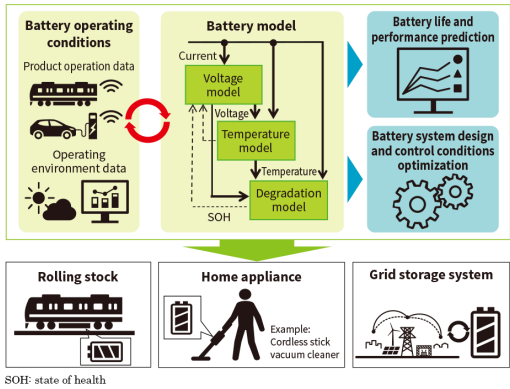 Battery operating
conditions
Product operation data
Operating
environment data
Battery model
Current
Voltage
model
Voltage
Temperature
model
Temperature
Degradation
model
SOH
Battery life and
performance prediction
Battery system design
and control conditions
optimization
Rolling stock
Home appliance
Example:
Cordless stick
vacuum cleaner
Grid storage system
SOH: state of health